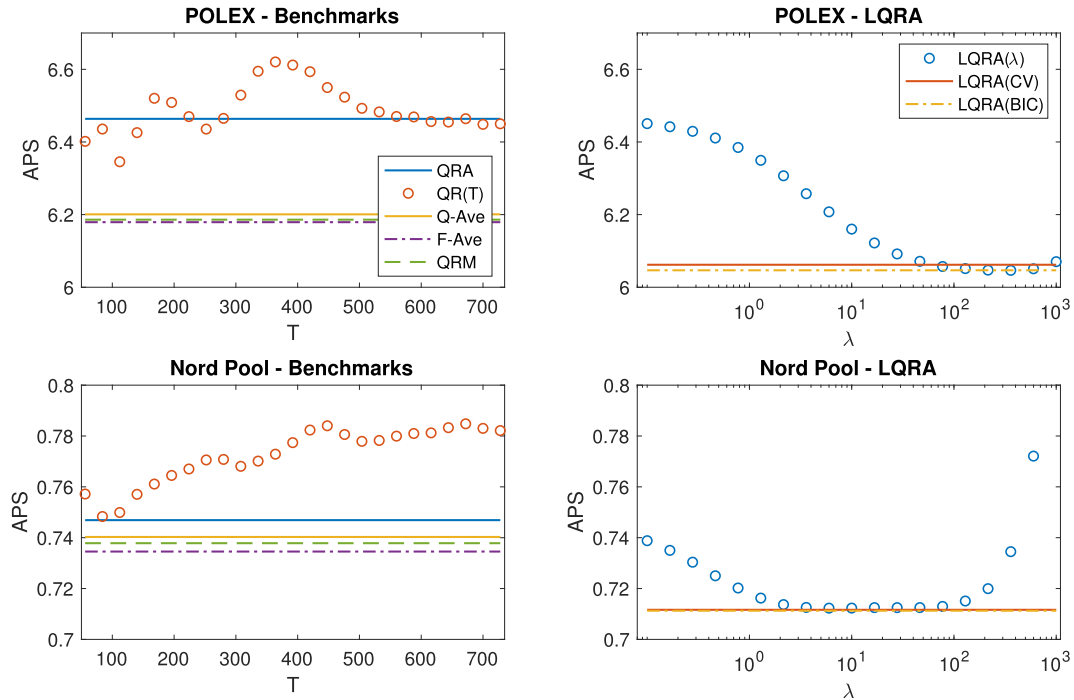 POLEX - Benchmarks
APS
6.6
6.4
6.2
6
100 200 300 400 500 600 700
T
QRA
QR(T)
Q-Ave
F-Ave
QRM
POLEX - LQRA
APS
6.6
6.4
6.2
6
10^0 10^1 10^2 10^3
λ
LQRA(λ)
LQRA(CV)
LQRA(BIC)
Nord Pool - Benchmarks
APS
0.8
0.78
0.76
0.74
0.72
0.7
100 200 300 400 500 600 700
T
Nord Pool - LQRA
APS
0.8
0.78
0.76
0.74
0.72
0.7
10^0 10^1 10^2 10^3
λ